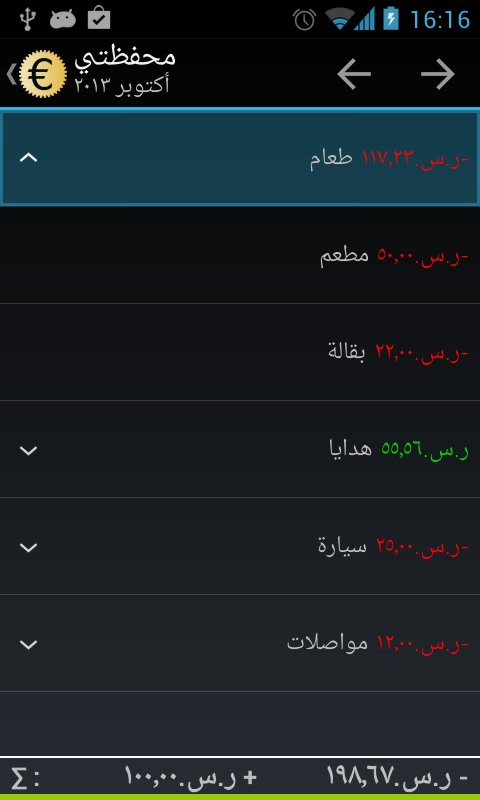 16:16
محفظتي
أكتوبر ٢٠١٣
-ر.س.١١٧,٢٣ طعام
-ر.س.٥٠,٠٠ مطعم
-ر.س.٢٢,٠٠ بقالة
ر.س.٥٥,٥٦ هدايا
-ر.س.٢٥,٠٠ سيارة
-ر.س.١٢,٠٠ مواصلات
∑ : + ر.س.١٠٠,٠٠ - ر.س.١٩٨,٦٧